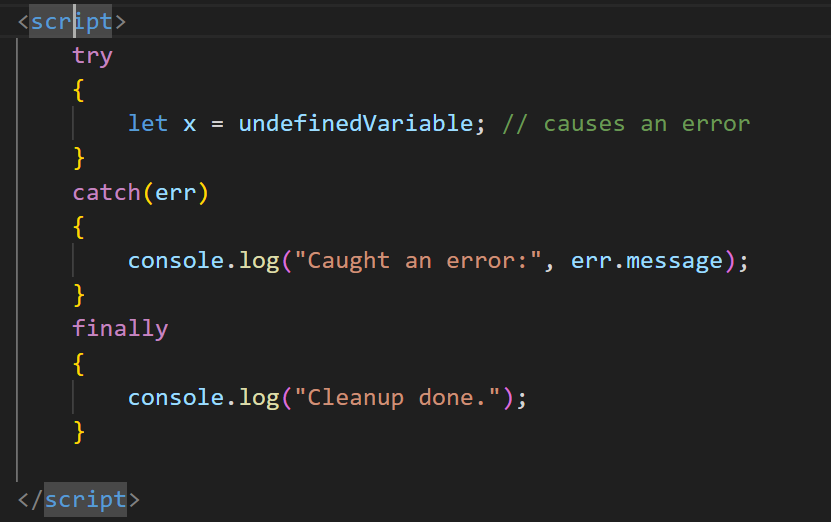 <script>
try
{
let x = undefinedVariable; // causes an error
}
catch(err)
{
console.log("Caught an error:", err.message);
}
finally
{
console.log("Cleanup done.");
}
</script>